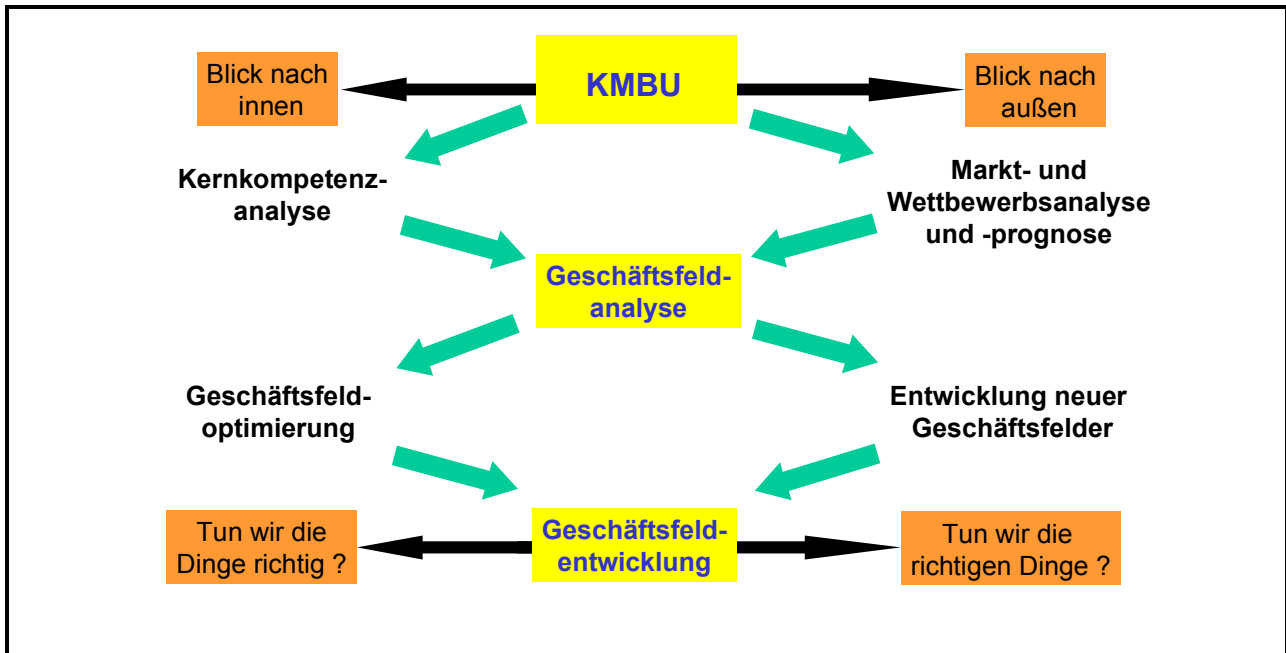 Blick nach
innen
KMBU
Blick nach
außen
Kernkompetenz-
analyse
Markt- und
Wettbewerbsanalyse
und -prognose
Geschäftsfeld-
analyse
Geschäftsfeld-
optimierung
Entwicklung neuer
Geschäftsfelder
Tun wir die
Dinge richtig ?
Geschäftsfeld-
entwicklung
Tun wir die
richtigen Dinge ?